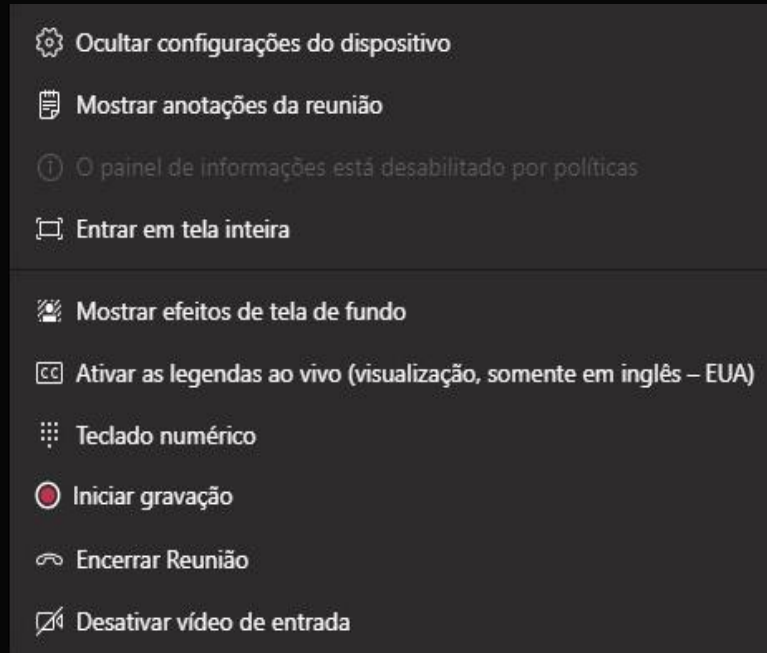 Ocultar configurações do dispositivo
Mostrar anotações da reunião
O painel de informações está desabilitado por políticas
Entrar em tela inteira
Mostrar efeitos de tela de fundo
CC Ativar as legendas ao vivo (visualização, somente em inglês – EUA)
Teclado numérico
Iniciar gravação
Encerrar Reunião
Desativar vídeo de entrada